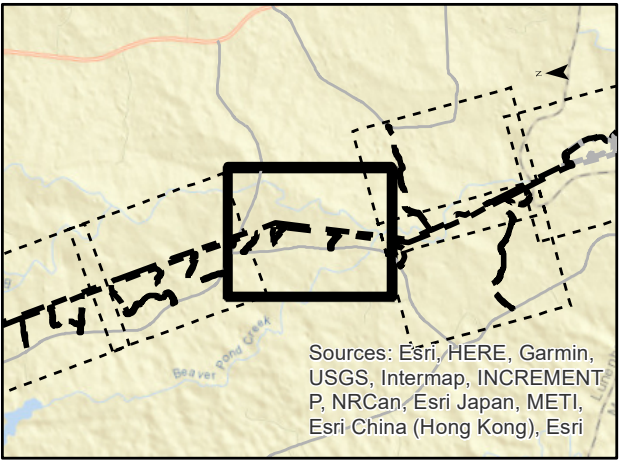 N
Beaver Pond Creek
Sources: Esri, HERE, Garmin,
USGS, Intermap, INCREMENT
P, NRCan, Esri Japan, METI,
Esri China (Hong Kong), Esri